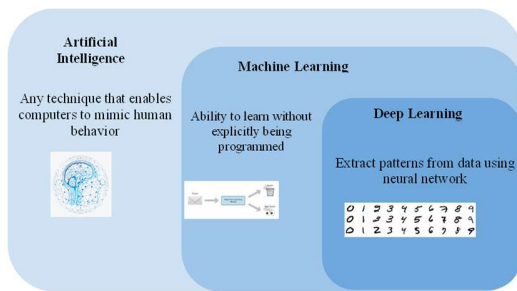 Artificial
Intelligence
Any technique that enables
computers to mimic human
behavior
Machine Learning
Ability to learn without
explicitly being
programmed
Deep Learning
Extract patterns from data using
neural network
0 1 2 3 4 5 6 7 8 9
0 1 2 3 4 5 6 7 8 9
0 1 2 3 4 5 6 7 8 9